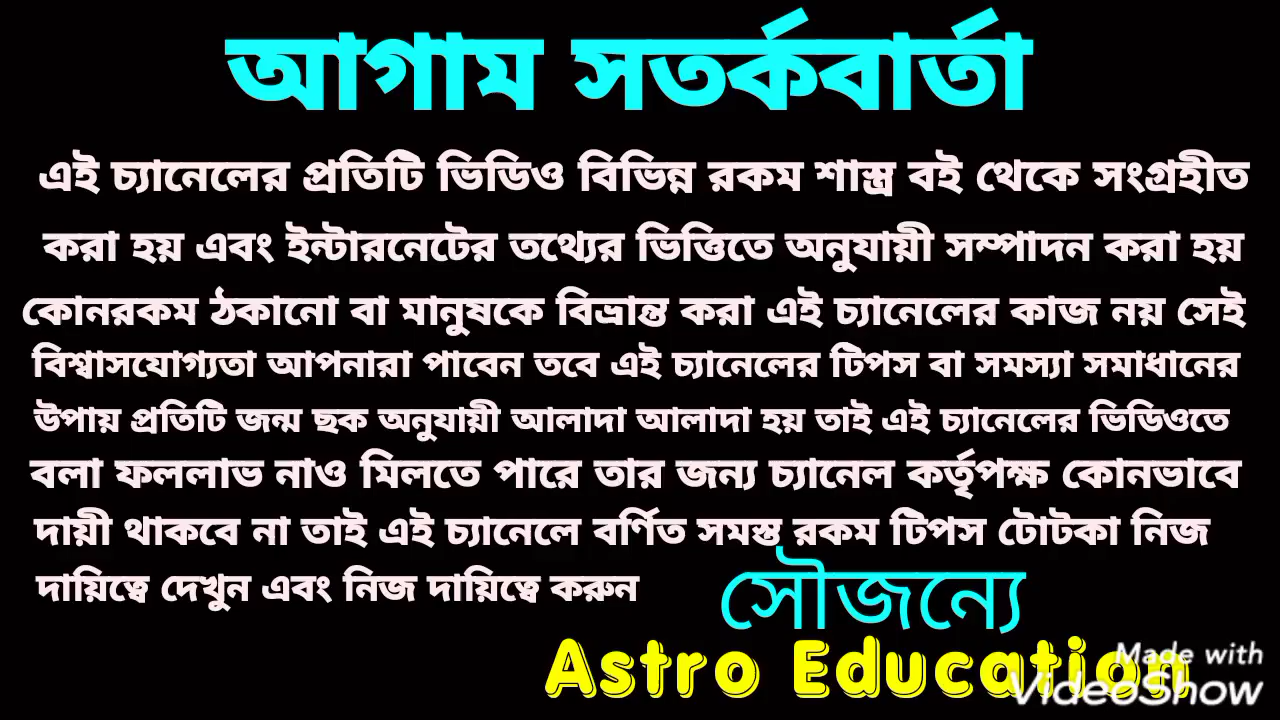 আগাম সতর্কবার্তা
এই চ্যানেলের প্রতিটি ভিডিও বিভিন্ন রকম শাস্ত্র বই থেকে সংগ্রহীত
করা হয় এবং ইন্টারনেটের তথ্যের ভিত্তিতে অনুযায়ী সম্পাদন করা হয়
কোনরকম ঠকানো বা মানুষকে বিভ্রান্ত করা এই চ্যানেলের কাজ নয় সেই
বিশ্বাসযোগ্যতা আপনারা পাবেন তবে এই চ্যানেলের টিপস বা সমস্যা সমাধানের
উপায় প্রতিটি জন্ম ছক অনুযায়ী আলাদা আলাদা হয় তাই এই চ্যানেলের ভিডিওতে
বলা ফললাভ নাও মিলতে পারে তার জন্য চ্যানেল কর্তৃপক্ষ কোনভাবে
দায়ী থাকবে না তাই এই চ্যানেলে বর্ণিত সমস্ত রকম টিপস টোটকা নিজ
দায়িত্বে দেখুন এবং নিজ দায়িত্বে করুন
সৌজন্যে
Astro Education
Made with
VideoShow